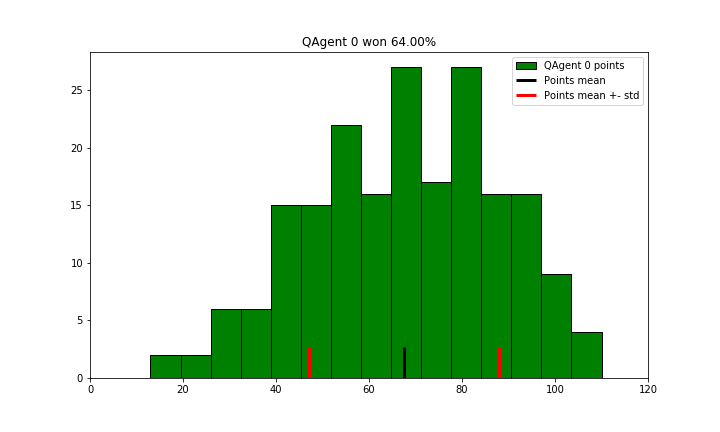 QAgent 0 won 64.00%
QAgent 0 points
Points mean
Points mean +- std
25
20
15
10
5
0
0 20 40 60 80 100 120